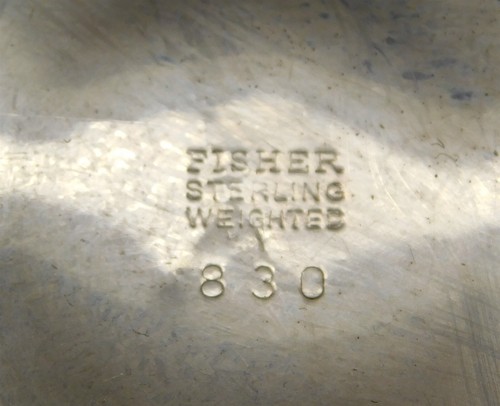 FISHER
STERLING
WEIGHTED
830